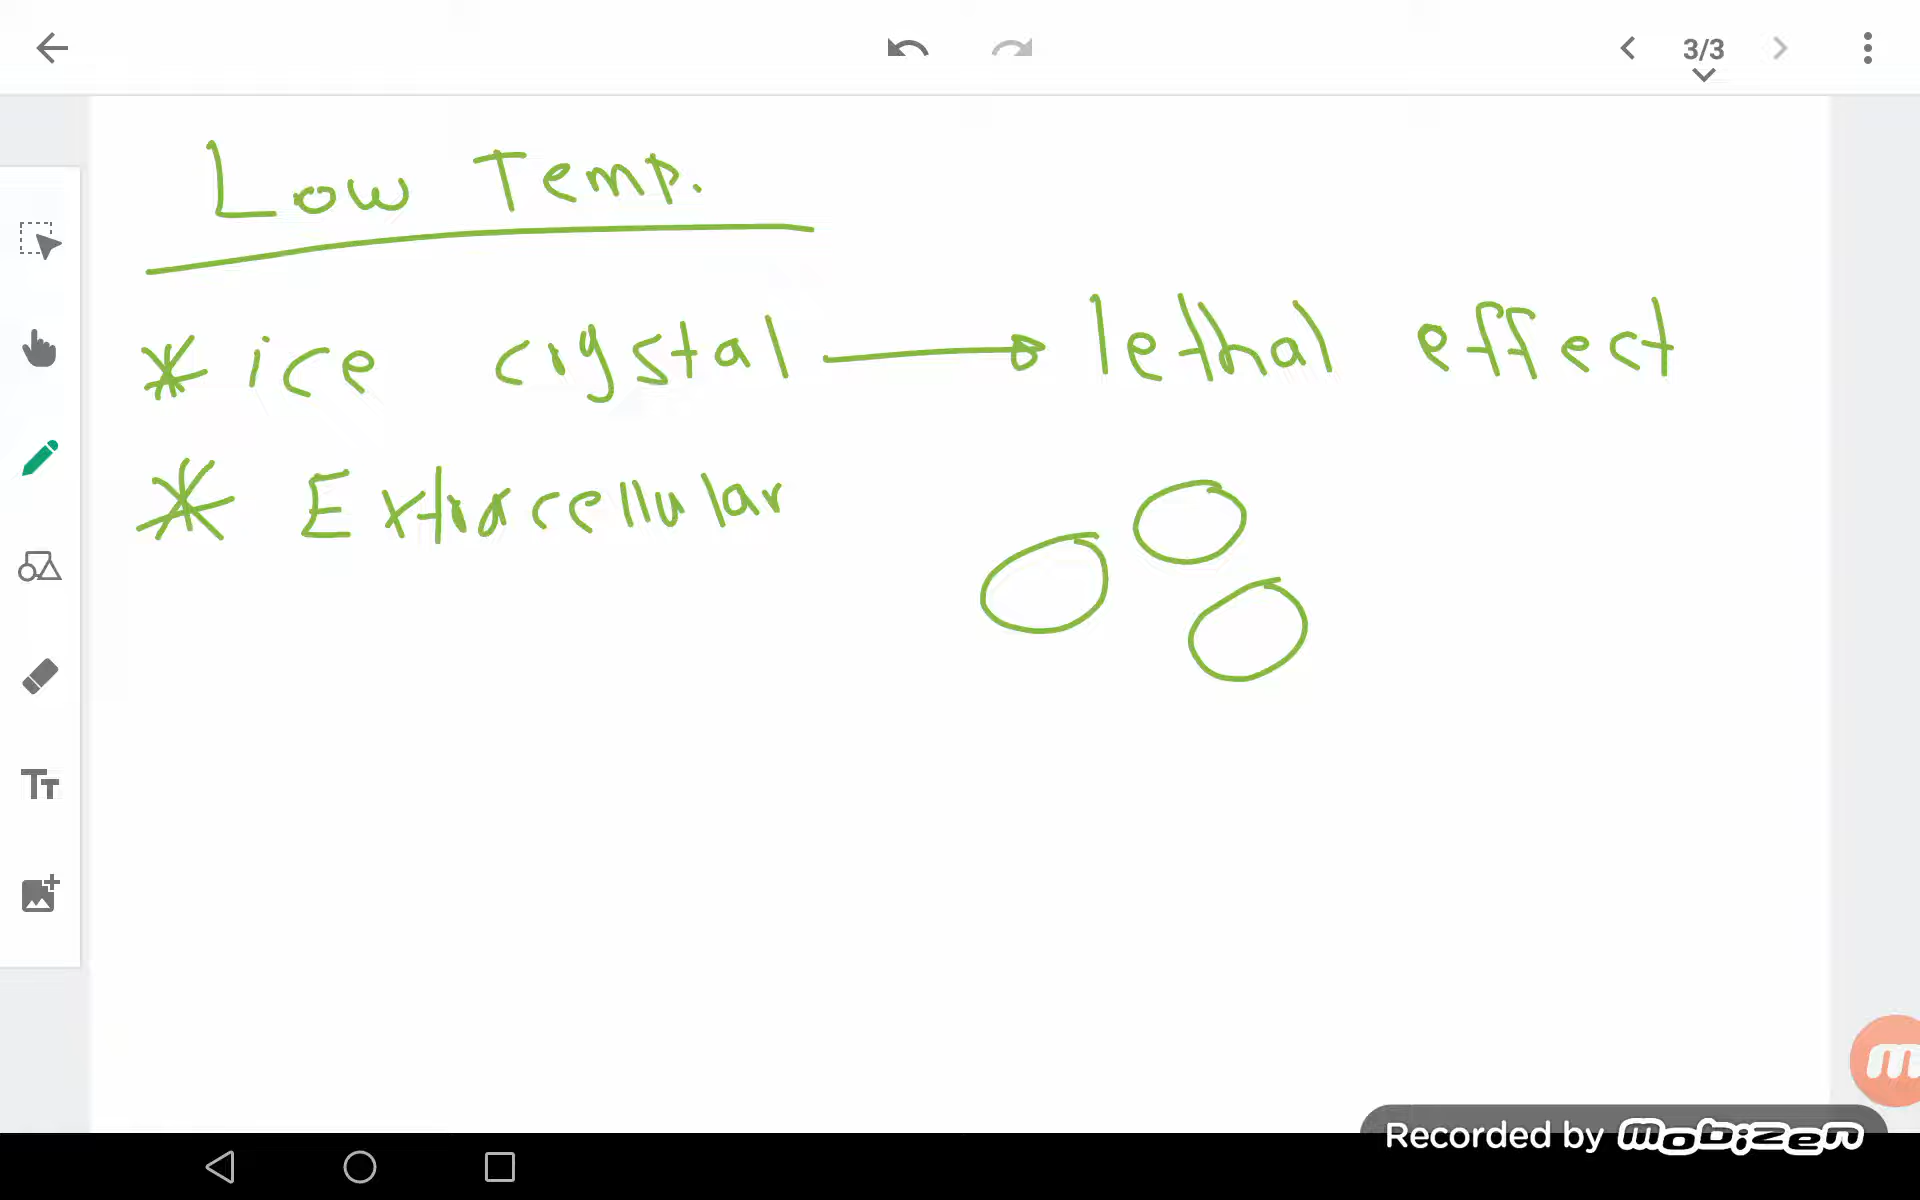 3/3
Low Temp.
* ice crystal → lethal effect
* Extracellular
Recorded by mobizen